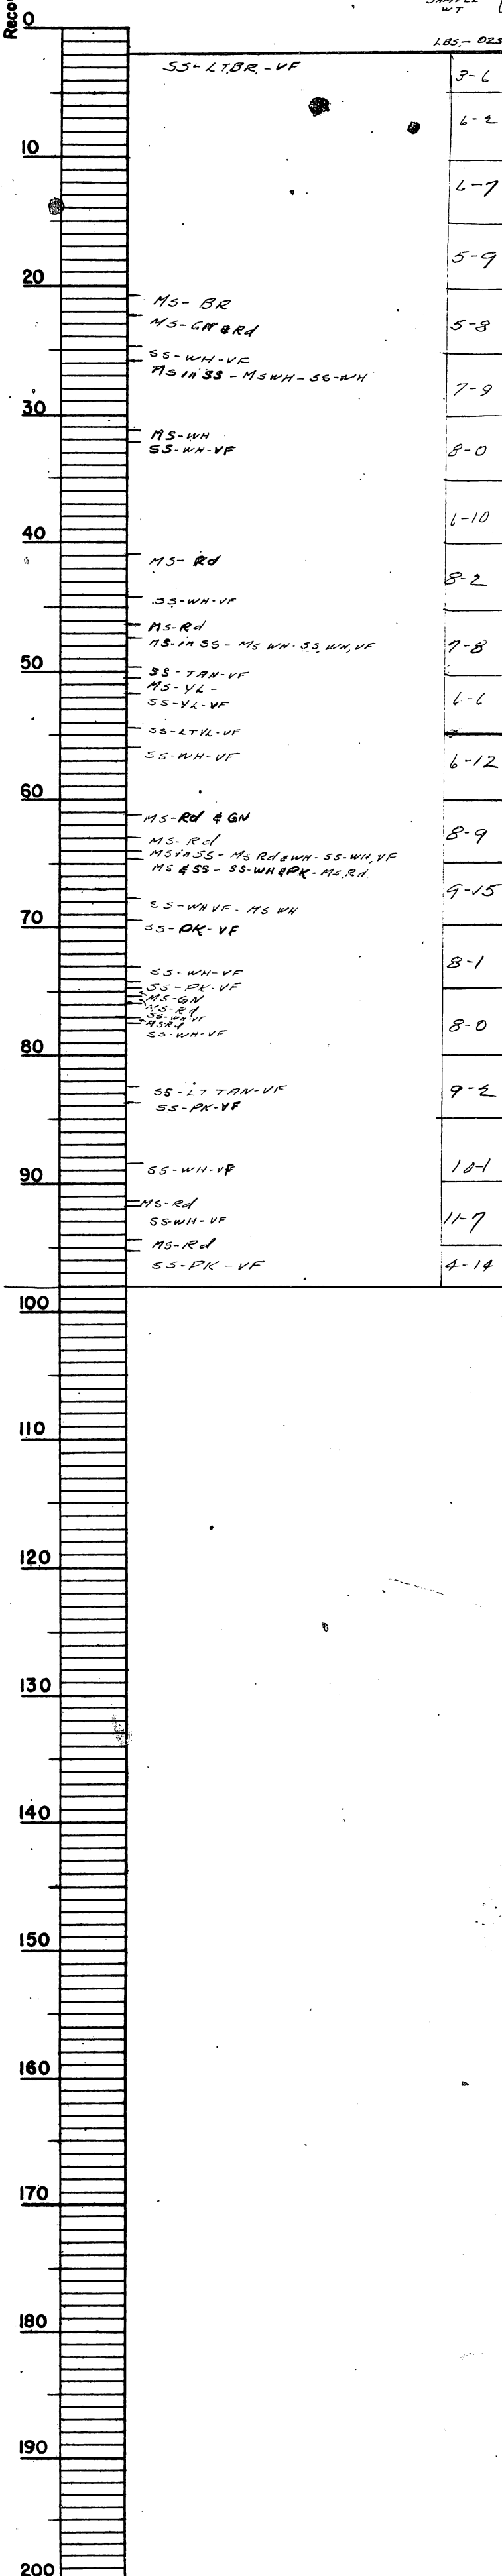 Recov
SAMPLE
WT
LBS.- OZS
0
SS- LT.BR.-VF
3-6
6-2
10
6-7
5-9
20
MS- BR
MS-GN & Rd
5-8
SS-WH-VF
MS in SS - MS WH - SS-WH
7-9
30
MS-WH
SS-WH-VF
8-0
6-10
40
MS- Rd
8-2
SS-WH-VF
MS-Rd
MS-in SS - MS WH- SS, WH, VF
7-8
50
SS - TAN-VF
MS-YL-
SS-YL-VF
6-6
SS-LTYL-VF
SS-WH-VF
6-12
60
MS-Rd & GN
8-9
MS-Rd
MS in SS- MS Rd & WH- SS-WH, VF
MS & SS - SS-WH & PK- MS, Rd
9-15
SS-WH VF- MS WH
70
SS-PK-VF
8-1
SS-WH-VF
SS-PK-VF
MS-GN
MS-Rd
SS-WH-VF
MS Rd
SS-WH-VF
8-0
80
SS-LT TAN-VF
9-2
SS-PK-VF
SS-WH-VF
10-1
90
MS-Rd
SS-WH-VF
11-7
MS-Rd
SS-PK-VF
4-14
100
110
120
130
140
150
160
170
180
190
200